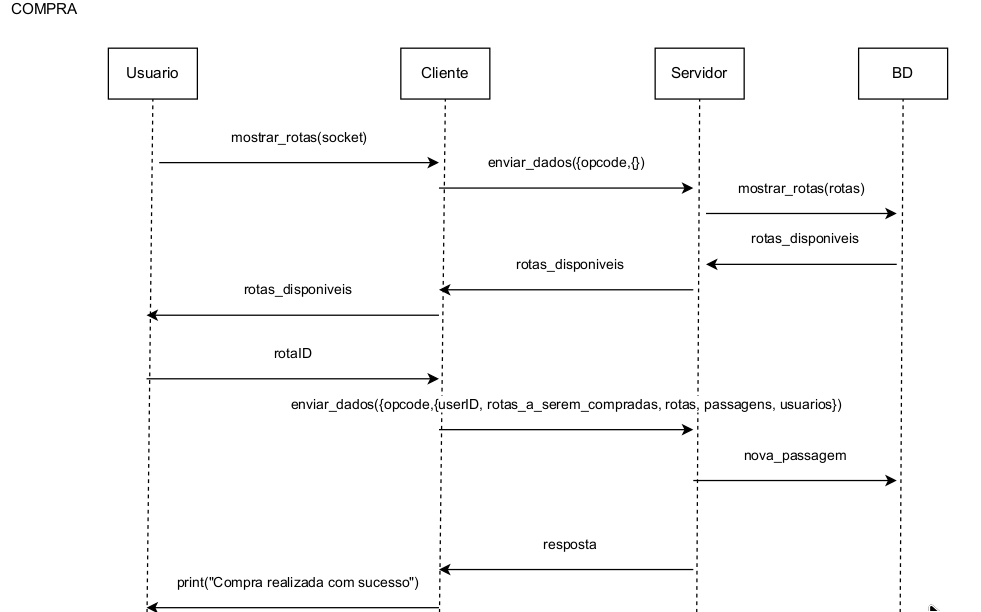 COMPRA
Usuario
Cliente
Servidor
BD
mostrar_rotas(socket)
enviar_dados({opcode,{})
mostrar_rotas(rotas)
rotas_disponiveis
rotas_disponiveis
rotas_disponiveis
rotaID
enviar_dados({opcode,{userID, rotas_a_serem_compradas, rotas, passagens, usuarios})
nova_passagem
resposta
print("Compra realizada com sucesso")